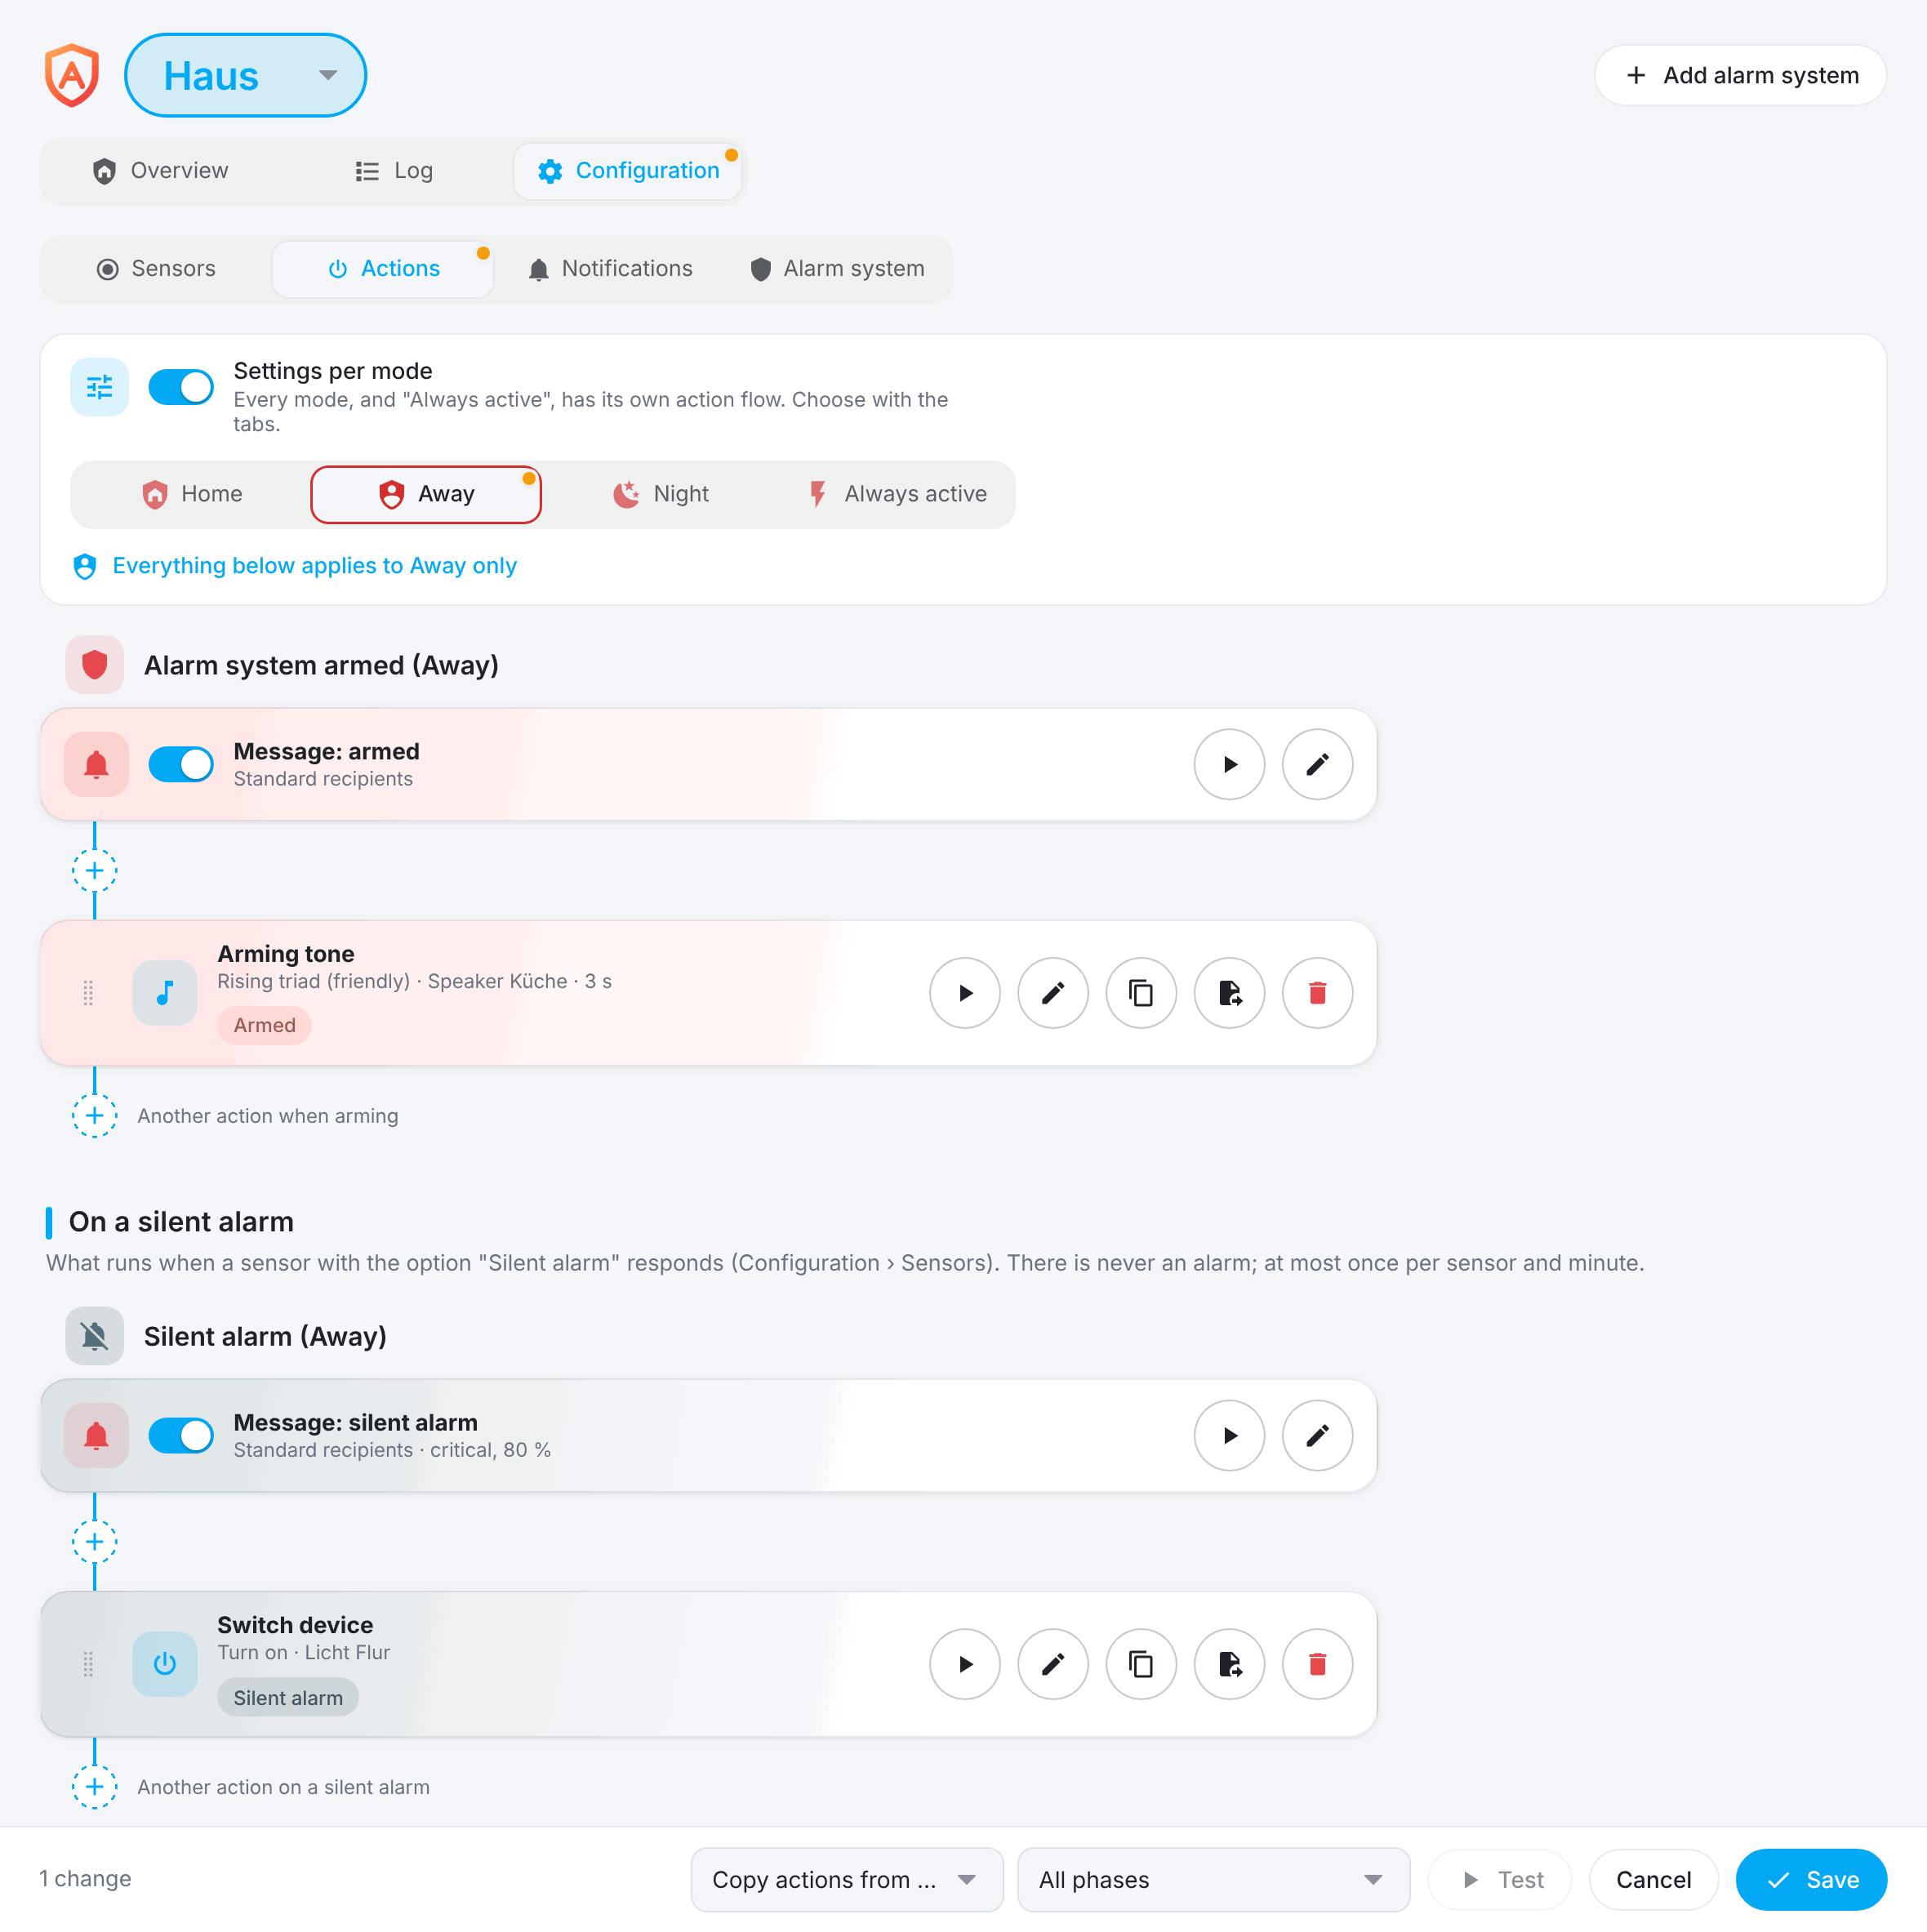 Haus
Add alarm system
Overview
Log
Configuration
Sensors
Actions
Notifications
Alarm system
Settings per mode
Every mode, and "Always active", has its own action flow. Choose with the
tabs.
Home
Away
Night
Always active
Everything below applies to Away only
Alarm system armed (Away)
Message: armed
Standard recipients
Arming tone
Rising triad (friendly) · Speaker Küche · 3 s
Armed
Another action when arming
On a silent alarm
What runs when a sensor with the option "Silent alarm" responds (Configuration › Sensors). There is never an alarm; at most once per sensor and minute.
Silent alarm (Away)
Message: silent alarm
Standard recipients · critical, 80 %
Switch device
Turn on · Licht Flur
Silent alarm
Another action on a silent alarm
1 change
Copy actions from ...
All phases
Test
Cancel
Save